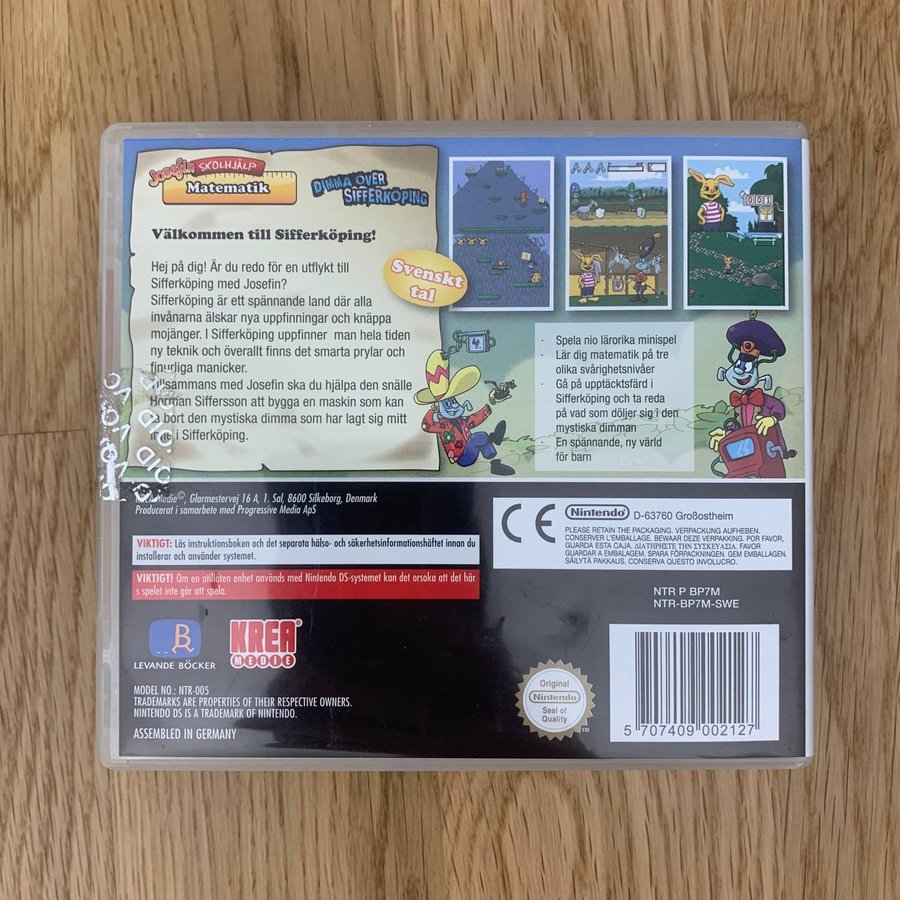 Josefin SKOLHJÄLP
Matematik
DIMMA ÖVER
SIFFERKÖPING
Välkommen till Sifferköping!
Hej på dig! Är du redo för en utflykt till
Sifferköping med Josefin?
Sifferköping är ett spännande land där alla
invånarna älskar nya uppfinningar och knäppa
mojänger. I Sifferköping uppfinner man hela tiden
ny teknik och överallt finns det smarta prylar och
finurliga manicker.
Tillsammans med Josefin ska du hjälpa den snälle
Herman Siffersson att bygga en maskin som kan
ta bort den mystiska dimma som har lagt sig mitt
inne i Sifferköping.
Svenskt
tal
4
· Spela nio lärorika minispel
· Lär dig matematik på tre
olika svårighetsnivåer
· Gå på upptäcktsfärd i
Sifferköping och ta reda
på vad som döljer sig i den
mystiska dimman
En spännande, ny värld
för barn
VOID
, Glarmestervej 16 A, 1. Sal, 8600 Silkeborg, Denmark
Producerat i samarbete med Progressive Media ApS
VIKTIGT: Läs instruktionsboken och det separata hälso- och säkerhetsinformationshäftet innan du
installerar och använder systemet.
VIKTIGT! Om en otillåten enhet används med Nintendo DS-systemet kan det orsaka att det här
s spelet inte går att spela.
LEVANDE BÖCKER
KREA
MEDIE
MODEL NO.: NTR-005
TRADEMARKS ARE PROPERTIES OF THEIR RESPECTIVE OWNERS.
NINTENDO DS IS A TRADEMARK OF NINTENDO.
ASSEMBLED IN GERMANY
CE
Nintendo D-63760 Großostheim
PLEASE RETAIN THE PACKAGING. VERPACKUNG AUFHEBEN.
CONSERVER L'EMBALLAGE. BEWAAR DEZE VERPAKKING. POR FAVOR,
GUARDA ESTA CAJA. ΔΙΑΤΗΡΗΣΤΕ ΤΗΝ ΣΥΣΚΕΥΑΣΙΑ. FAVOR
GUARDAR A EMBALAGEM. SPARA FÖRPACKNINGEN. GEM EMBALLAGEN.
SÄILYTÄ PAKKAUS. CONSERVA QUESTO INVOLUCRO.
NTR P BP7M
NTR-BP7M-SWE
Original
Nintendo
Seal of
Quality
SM
5 707409 002127